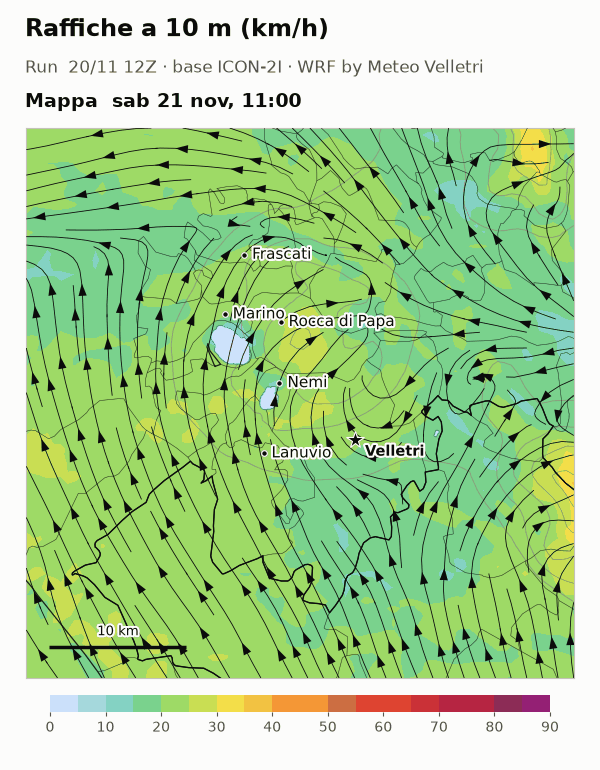 Raffiche a 10 m (km/h)
Run  20/11 12Z · base ICON-2I · WRF by Meteo Velletri
Mappa  sab 21 nov, 11:00
Frascati
Marino
Rocca di Papa
Nemi
Lanuvio
Velletri
10 km
0 10 20 30 40 50 60 70 80 90